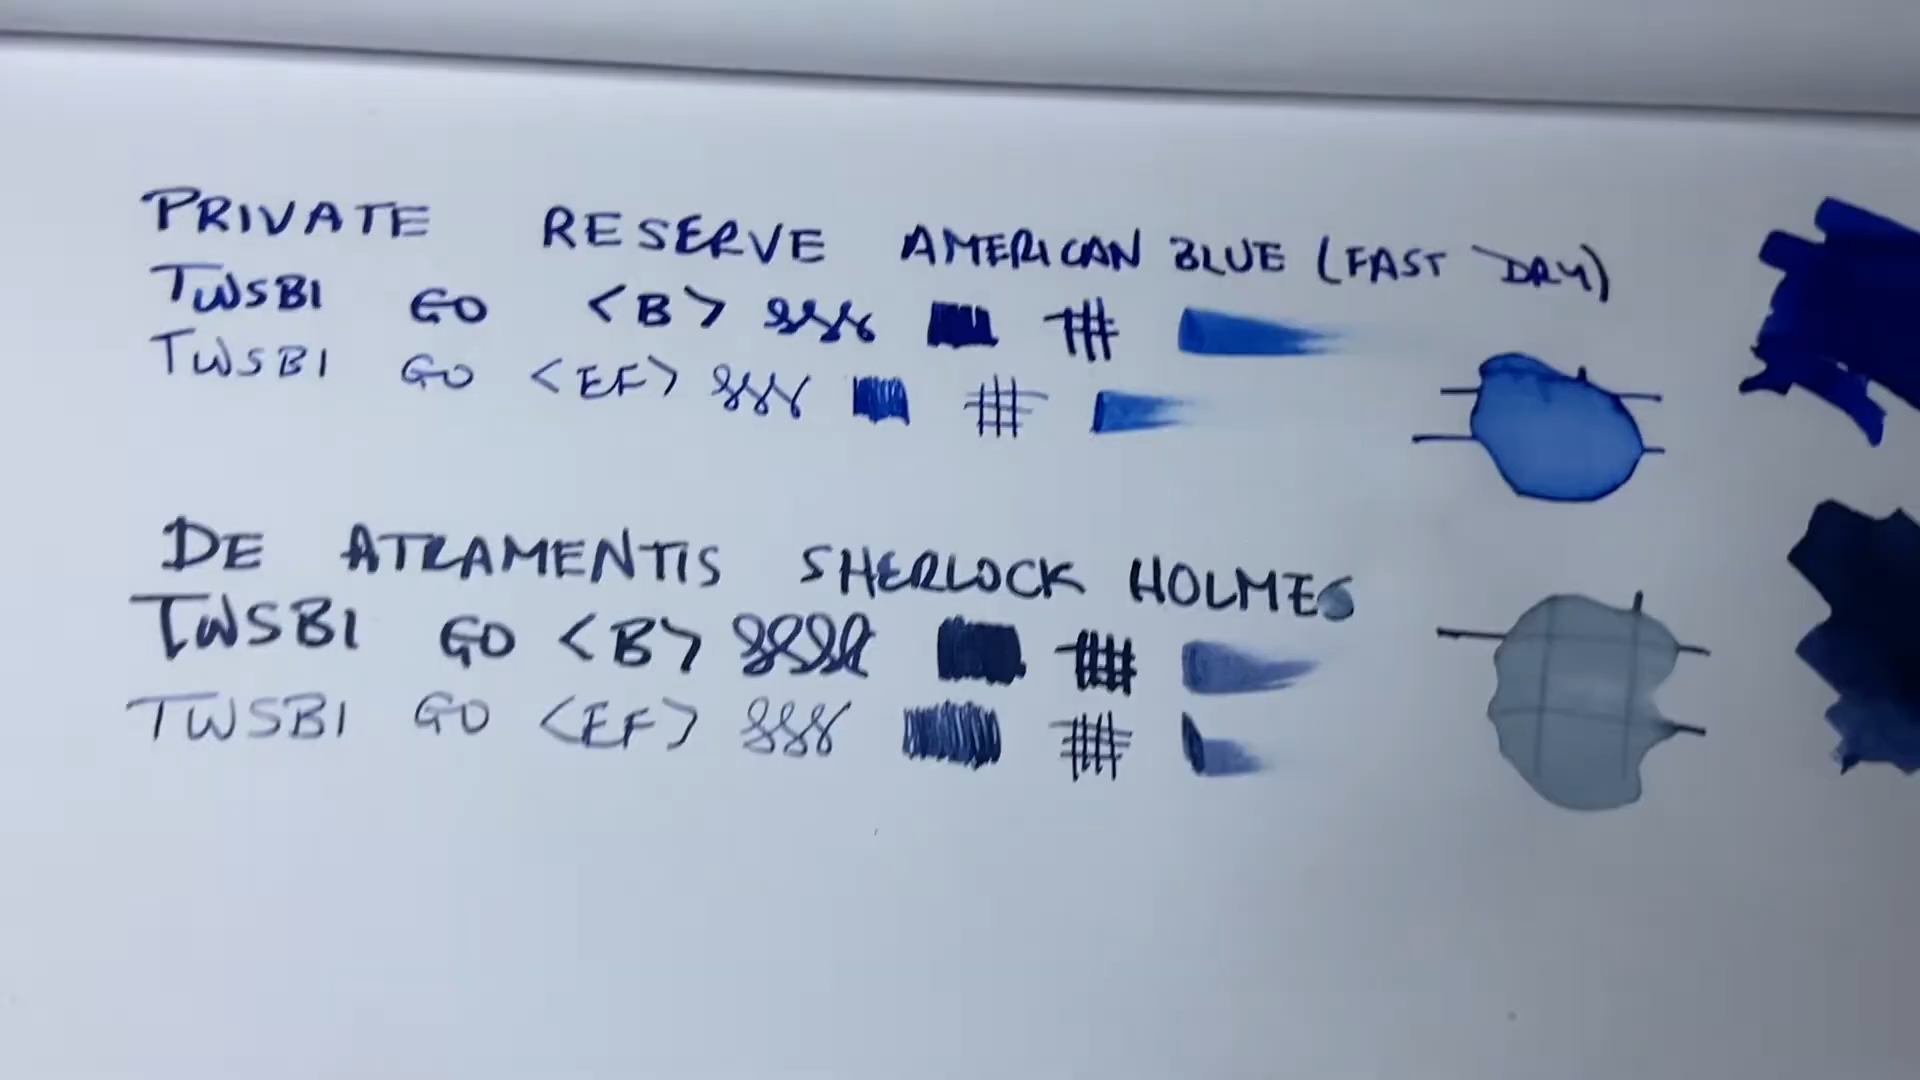 PRIVATE RESERVE AMERICAN BLUE (FAST DRY)
TWSBI GO <B>
TWSBI GO <EF>
DE ATRAMENTIS SHERLOCK HOLMES
TWSBI GO <B>
TWSBI GO <EF>